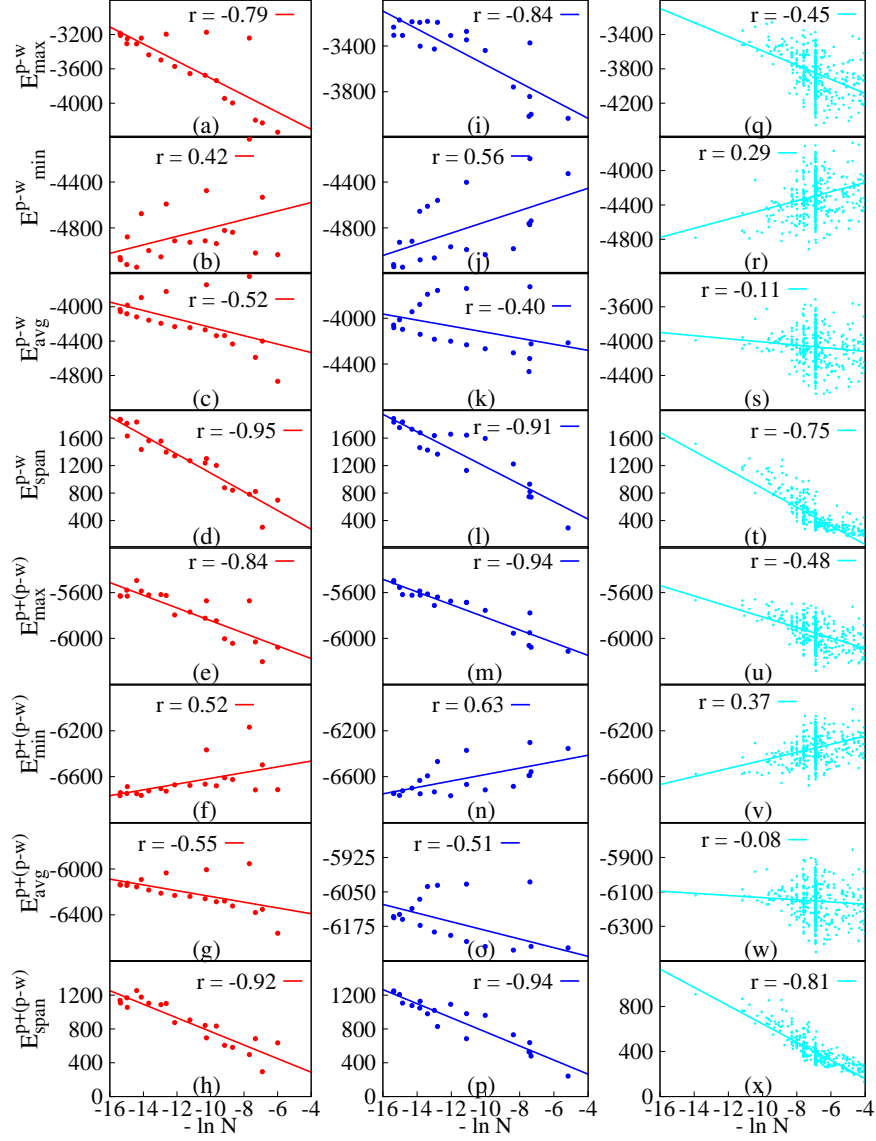 E^{p-w}_{max}
-3200
-3600
-4000
r = -0.79
(a)
-3400
-3800
r = -0.84
(i)
-3400
-3800
-4200
r = -0.45
(q)
E^{p-w}_{min}
-4400
-4800
r = 0.42
(b)
-4400
-4800
r = 0.56
(j)
-4000
-4400
-4800
r = 0.29
(r)
E^{p-w}_{avg}
-4000
-4400
-4800
r = -0.52
(c)
-4000
-4400
r = -0.40
(k)
-3600
-4000
-4400
r = -0.11
(s)
E^{p-w}_{span}
1600
1200
800
400
r = -0.95
(d)
1600
1200
800
400
r = -0.91
(l)
1600
1200
800
400
r = -0.75
(t)
E^{p+(p-w)}_{max}
-5600
-6000
r = -0.84
(e)
-5600
-6000
r = -0.94
(m)
-5600
-6000
r = -0.48
(u)
E^{p+(p-w)}_{min}
-6200
-6600
r = 0.52
(f)
-6200
-6600
r = 0.63
(n)
-6200
-6600
r = 0.37
(v)
E^{p+(p-w)}_{avg}
-6000
-6400
r = -0.55
(g)
-5925
-6050
-6175
r = -0.51
(o)
-5900
-6100
-6300
r = -0.08
(w)
E^{p+(p-w)}_{span}
1200
800
400
0
r = -0.92
(h)
1200
800
400
0
r = -0.94
(p)
800
400
0
r = -0.81
(x)
-16 -14 -12 -10 -8 -6 -4
- ln N
-16 -14 -12 -10 -8 -6 -4
- ln N
-16 -14 -12 -10 -8 -6 -4
- ln N